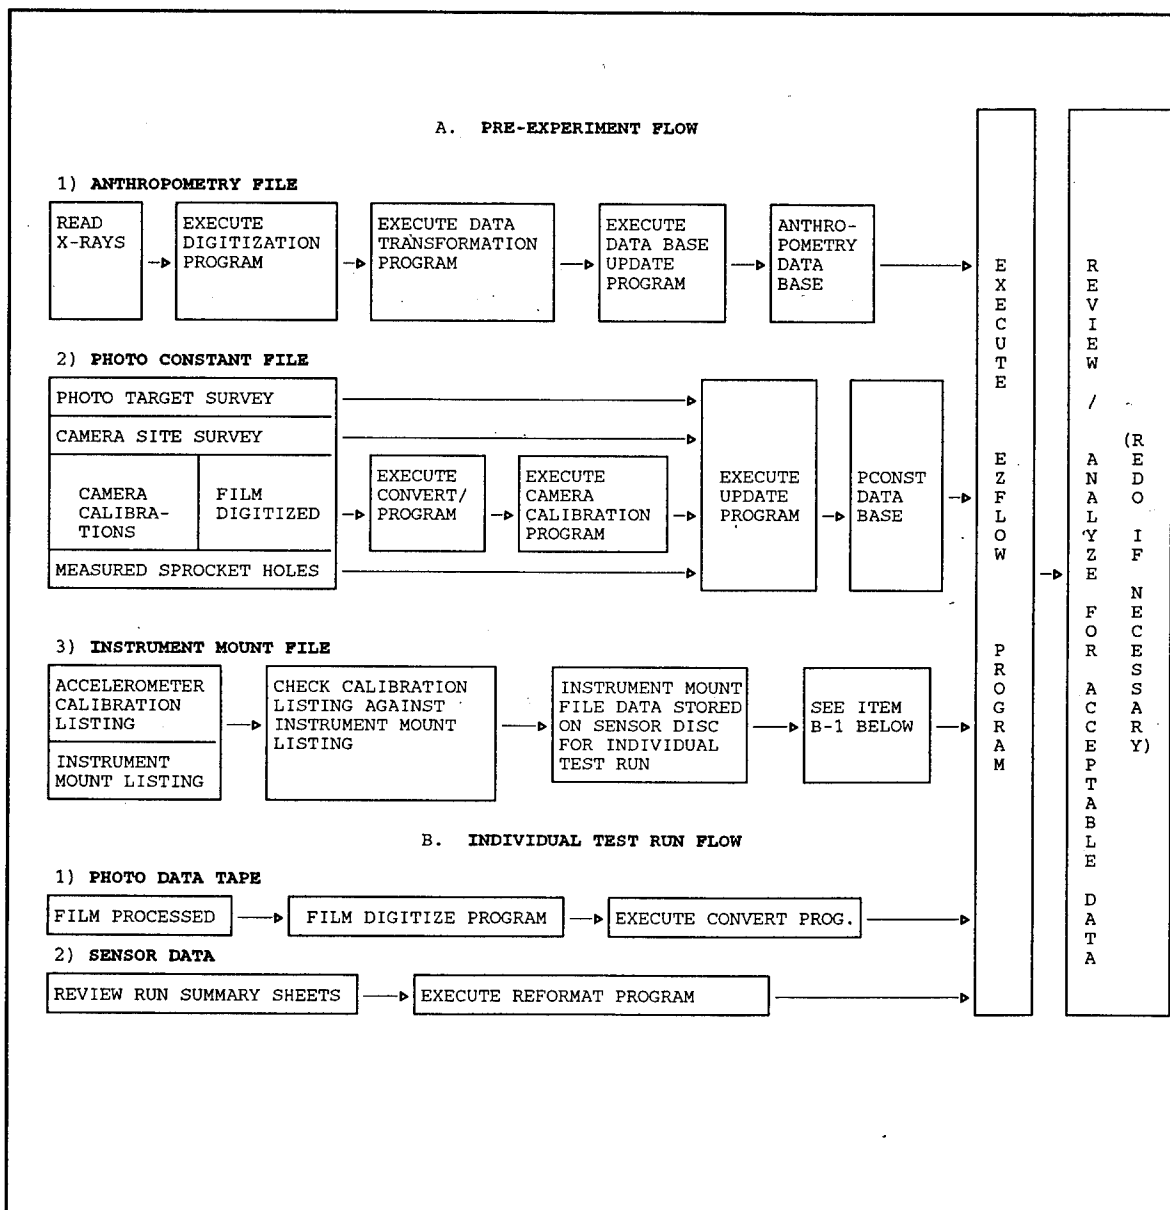 A. PRE-EXPERIMENT FLOW
1) ANTHROPOMETRY FILE
READ
X-RAYS
EXECUTE
DIGITIZATION
PROGRAM
EXECUTE DATA
TRANSFORMATION
PROGRAM
EXECUTE
DATA BASE
UPDATE
PROGRAM
ANTHRO-
POMETRY
DATA
BASE
2) PHOTO CONSTANT FILE
PHOTO TARGET SURVEY
CAMERA SITE SURVEY
CAMERA
CALIBRA-
TIONS
FILM
DIGITIZED
MEASURED SPROCKET HOLES
EXECUTE
CONVERT/
PROGRAM
EXECUTE
CAMERA
CALIBRATION
PROGRAM
EXECUTE
UPDATE
PROGRAM
PCONST
DATA
BASE
3) INSTRUMENT MOUNT FILE
ACCELEROMETER
CALIBRATION
LISTING
INSTRUMENT
MOUNT LISTING
CHECK CALIBRATION
LISTING AGAINST
INSTRUMENT MOUNT
LISTING
INSTRUMENT MOUNT
FILE DATA STORED
ON SENSOR DISC
FOR INDIVIDUAL
TEST RUN
SEE ITEM
B-1 BELOW
B. INDIVIDUAL TEST RUN FLOW
1) PHOTO DATA TAPE
FILM PROCESSED
FILM DIGITIZE PROGRAM
EXECUTE CONVERT PROG.
2) SENSOR DATA
REVIEW RUN SUMMARY SHEETS
EXECUTE REFORMAT PROGRAM
EXECUTE EZFLOW PROGRAM
REVIEW / ANALYZE FOR ACCEPTABLE DATA
(REDO IF NECESSARY)